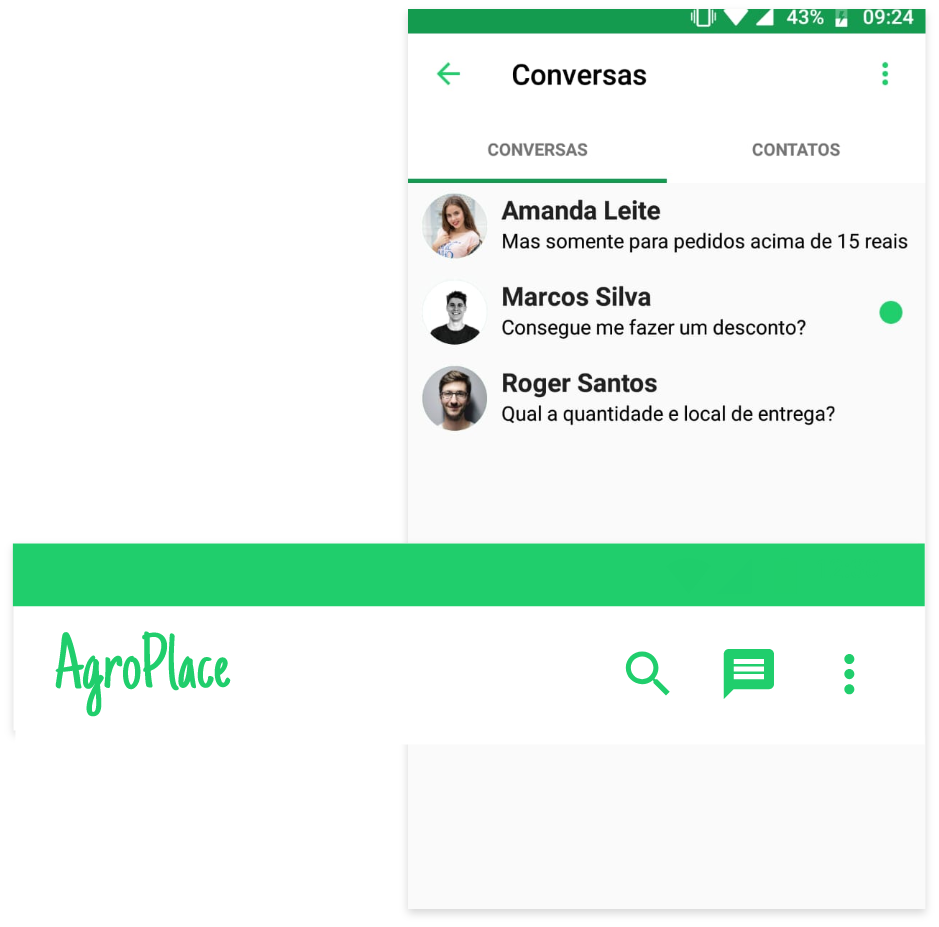 43% 09:24
Conversas
CONVERSAS CONTATOS
Amanda Leite
Mas somente para pedidos acima de 15 reais
Marcos Silva
Consegue me fazer um desconto?
Roger Santos
Qual a quantidade e local de entrega?
AgroPlace